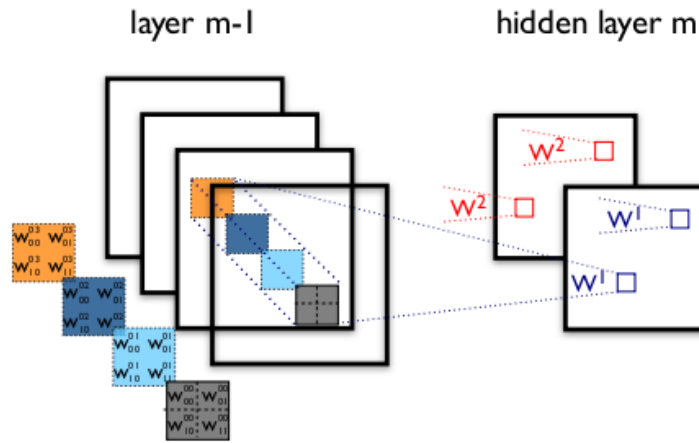 layer m-1 hidden layer m
W²
W² W¹
W¹
W⁰³₀₀ W⁰³₀₁
W⁰³₁₀ W⁰³₁₁
W⁰²₀₀ W⁰²₀₁
W⁰²₁₀ W⁰²₁₁
W⁰¹₀₀ W⁰¹₀₁
W⁰¹₁₀ W⁰¹₁₁
W⁰⁰₀₀ W⁰⁰₀₁
W⁰⁰₁₀ W⁰⁰₁₁